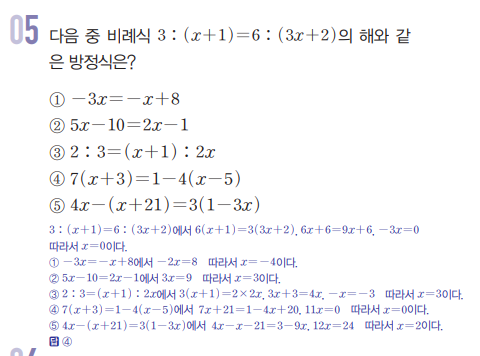 05 다음 중 비례식 3:(x+1)=6:(3x+2)의 해와 같
은 방정식은?
① -3x=-x+8
② 5x-10=2x-1
③ 2:3=(x+1):2x
④ 7(x+3)=1-4(x-5)
⑤ 4x-(x+21)=3(1-3x)
3:(x+1)=6:(3x+2)에서 6(x+1)=3(3x+2), 6x+6=9x+6, -3x=0
따라서 x=0이다.
① -3x=-x+8에서 -2x=8 따라서 x=-4이다.
② 5x-10=2x-1에서 3x=9 따라서 x=3이다.
③ 2:3=(x+1):2x에서 3(x+1)=2×2x, 3x+3=4x, -x=-3 따라서 x=3이다.
④ 7(x+3)=1-4(x-5)에서 7x+21=1-4x+20, 11x=0 따라서 x=0이다.
⑤ 4x-(x+21)=3(1-3x)에서 4x-x-21=3-9x, 12x=24 따라서 x=2이다.
답 ④